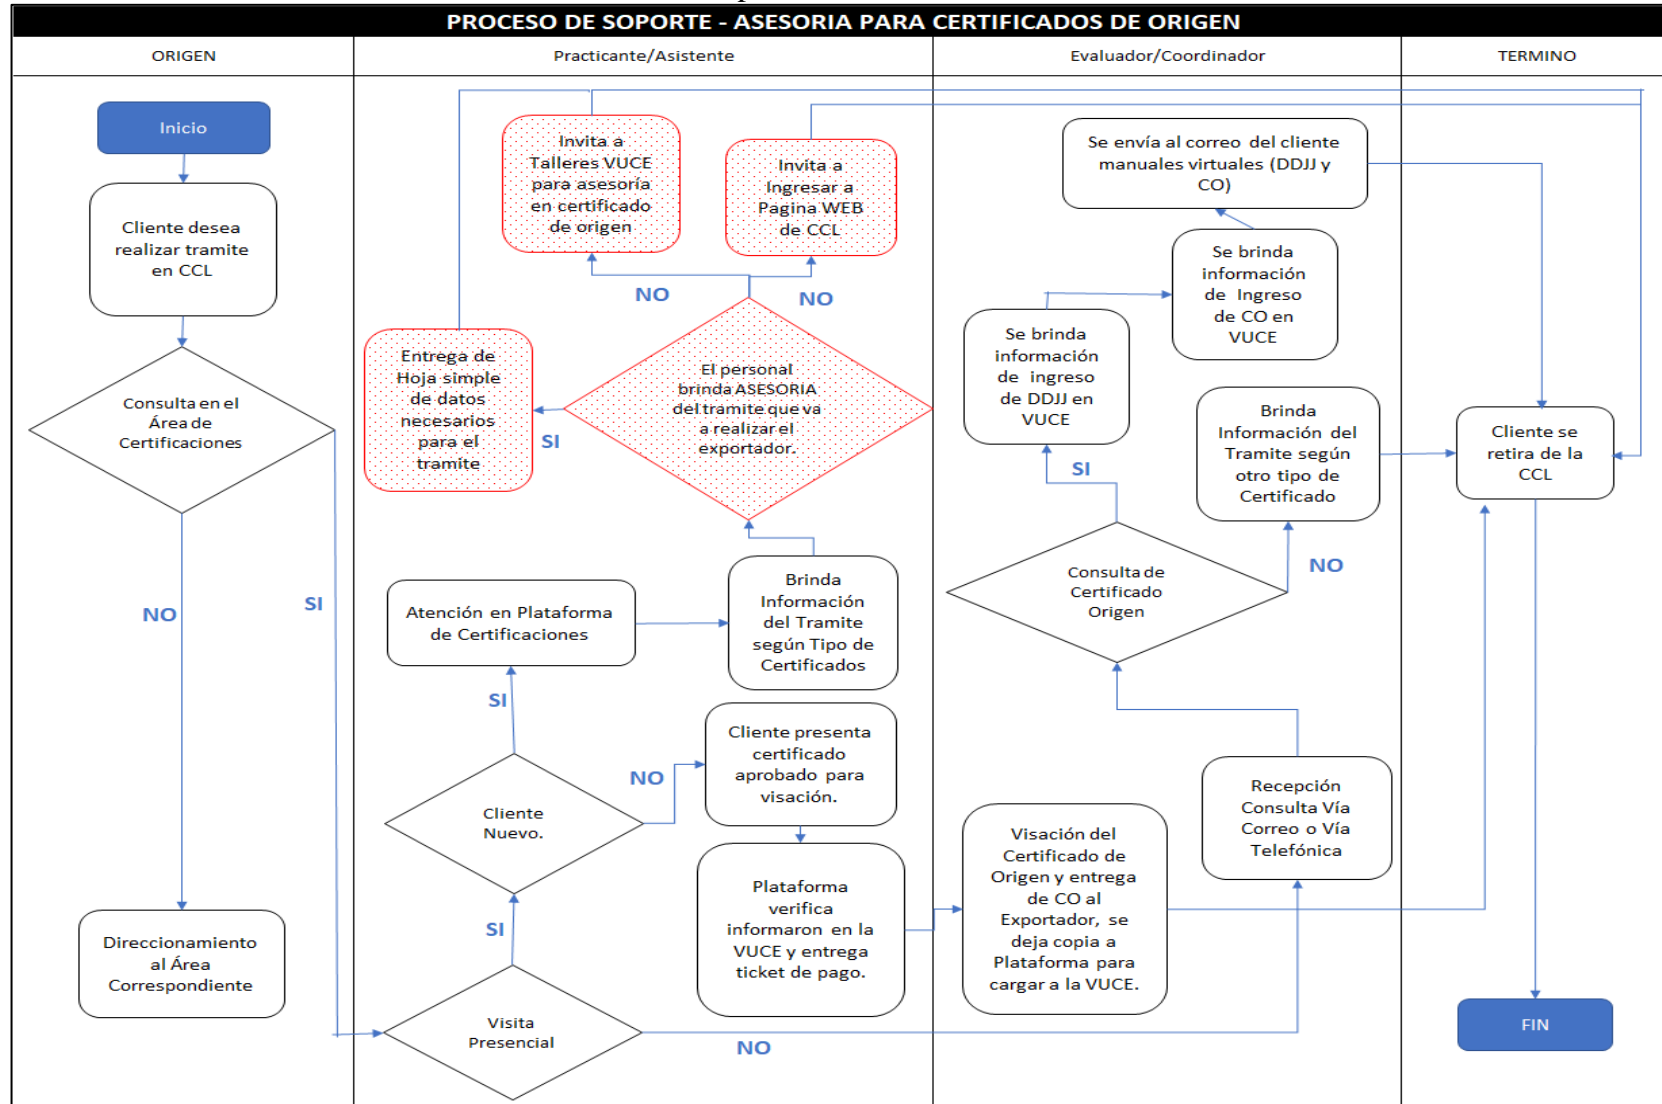 PROCESO DE SOPORTE - ASESORIA PARA CERTIFICADOS DE ORIGEN
ORIGEN
Practicante/Asistente
Evaluador/Coordinador
TERMINO
Inicio
Cliente desea
realizar tramite
en CCL
Consulta en el
Área de
Certificaciones
NO
SI
Direccionamiento
al Área
Correspondiente
Invita a
Talleres VUCE
para asesoría
en certificado
de origen
Invita a
Ingresar a
Pagina WEB
de CCL
NO
NO
Entrega de
Hoja simple
de datos
necesarios
para el
tramite
SI
El personal
brinda ASESORIA
del tramite que va
a realizar el
exportador.
Atención en Plataforma
de Certificaciones
Brinda
Información
del Tramite
según Tipo de
Certificados
SI
Cliente
Nuevo.
NO
Cliente presenta
certificado
aprobado para
visación.
Plataforma
verifica
informaron en la
VUCE y entrega
ticket de pago.
SI
Visita
Presencial
NO
Se envía al correo del cliente
manuales virtuales (DDJJ y
CO)
Se brinda
información
de Ingreso
de CO en
VUCE
Se brinda
información
de ingreso
de DDJJ en
VUCE
SI
Brinda
Información del
Tramite según
otro tipo de
Certificado
NO
Consulta de
Certificado
Origen
Recepción
Consulta Vía
Correo o Vía
Telefónica
Visación del
Certificado de
Origen y entrega
de CO al
Exportador, se
deja copia a
Plataforma para
cargar a la VUCE.
Cliente se
retira de la
CCL
FIN